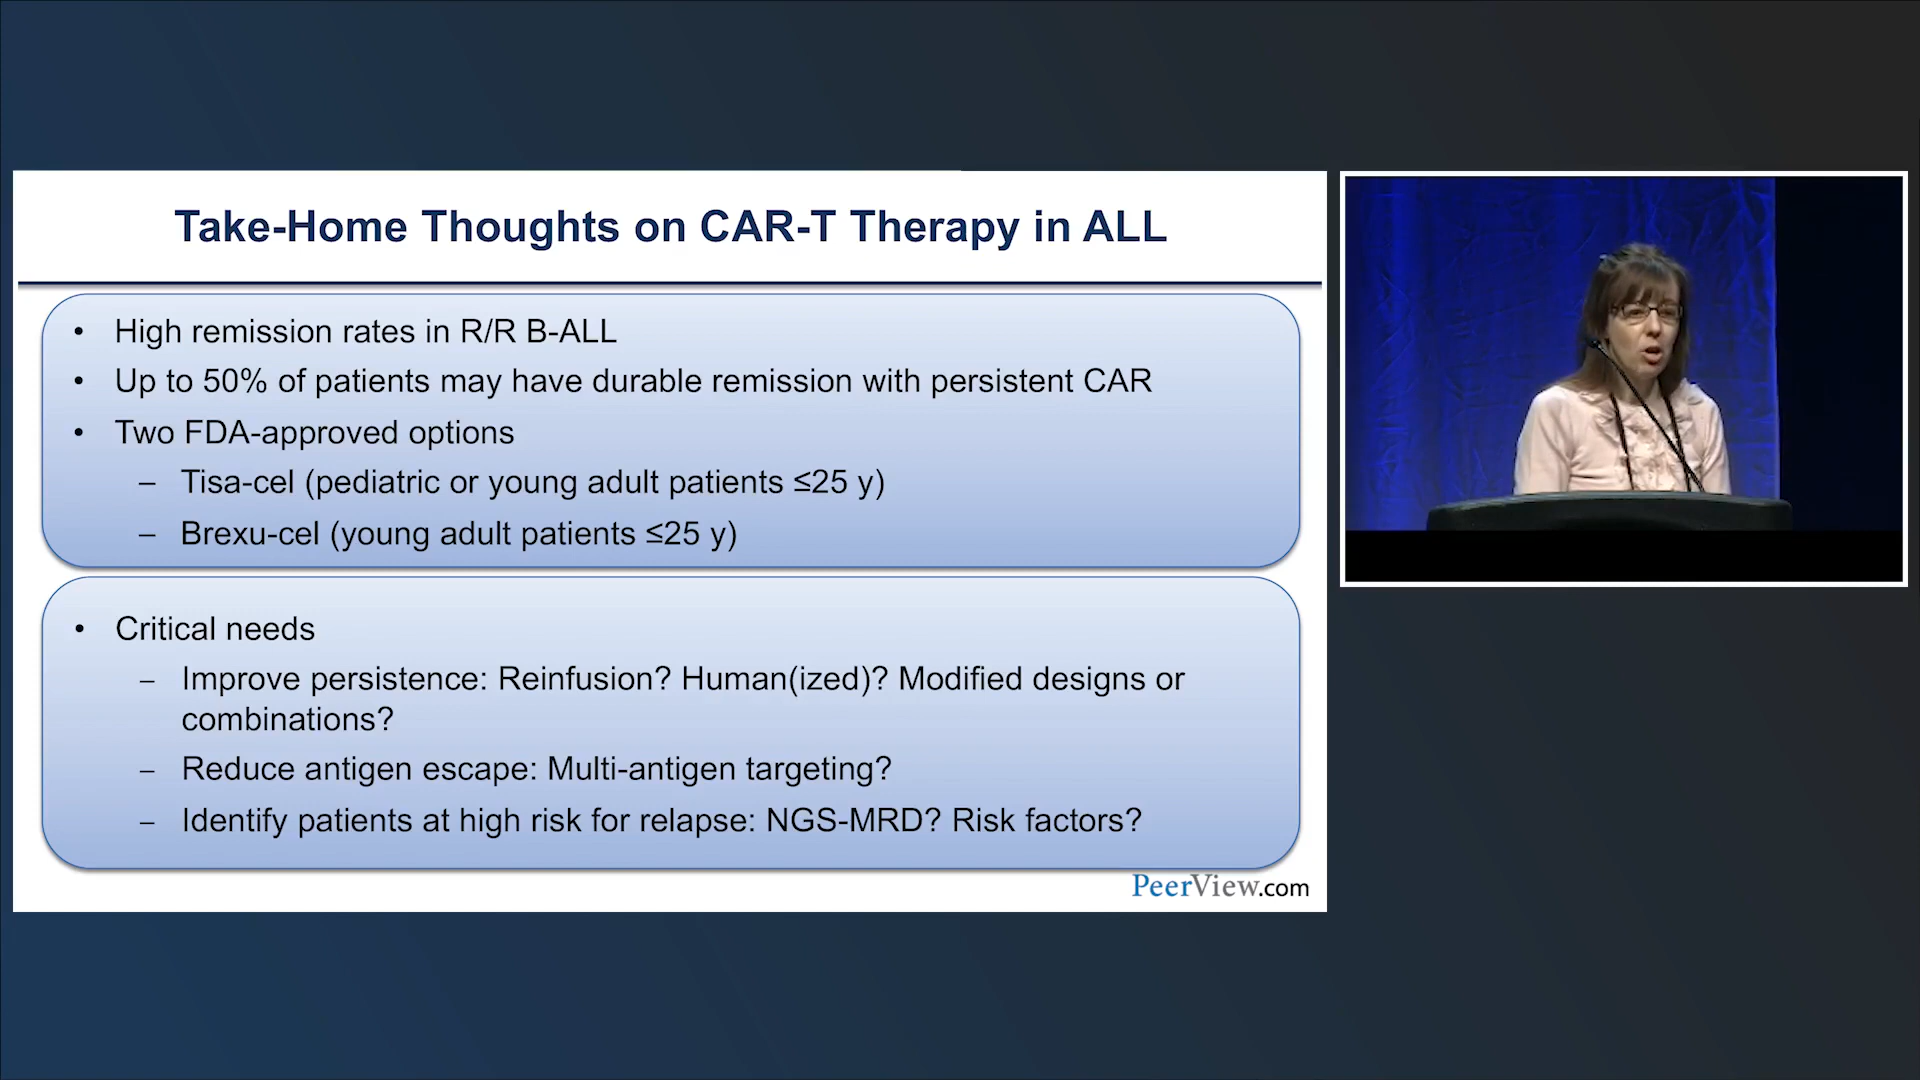 Take-Home Thoughts on CAR-T Therapy in ALL
• High remission rates in R/R B-ALL
• Up to 50% of patients may have durable remission with persistent CAR
• Two FDA-approved options
– Tisa-cel (pediatric or young adult patients ≤25 y)
– Brexu-cel (young adult patients ≤25 y)
• Critical needs
– Improve persistence: Reinfusion? Human(ized)? Modified designs or
combinations?
– Reduce antigen escape: Multi-antigen targeting?
– Identify patients at high risk for relapse: NGS-MRD? Risk factors?
PeerView.com